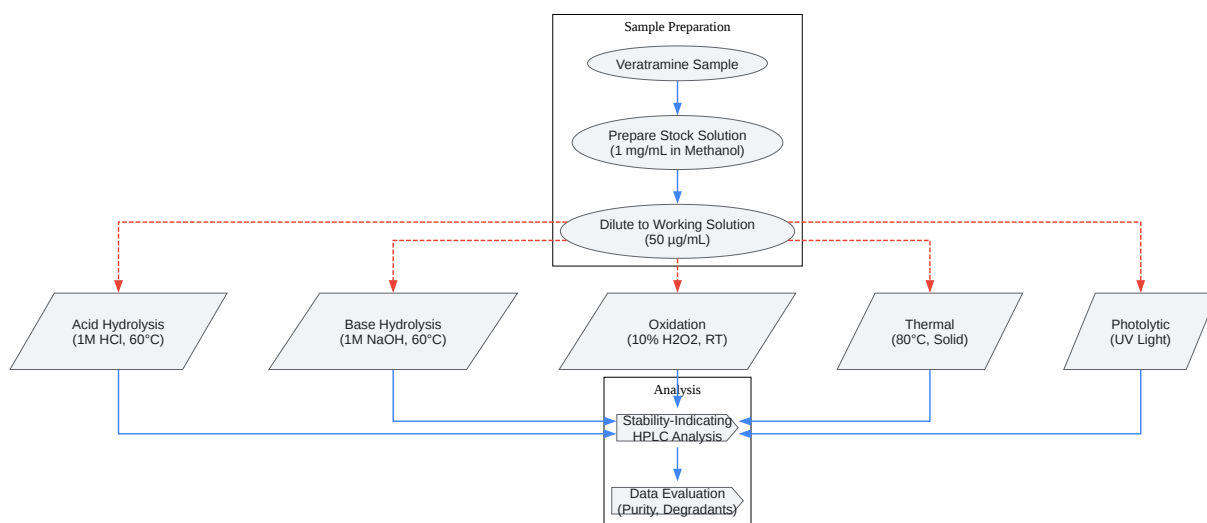 Sample Preparation
Veratramine Sample
Prepare Stock Solution
(1 mg/mL in Methanol)
Dilute to Working Solution
(50 µg/mL)
Acid Hydrolysis
(1M HCl, 60°C)
Base Hydrolysis
(1M NaOH, 60°C)
Oxidation
(10% H2O2, RT)
Thermal
(80°C, Solid)
Photolytic
(UV Light)
Analysis
Stability-Indicating
HPLC Analysis
Data Evaluation
(Purity, Degradants)